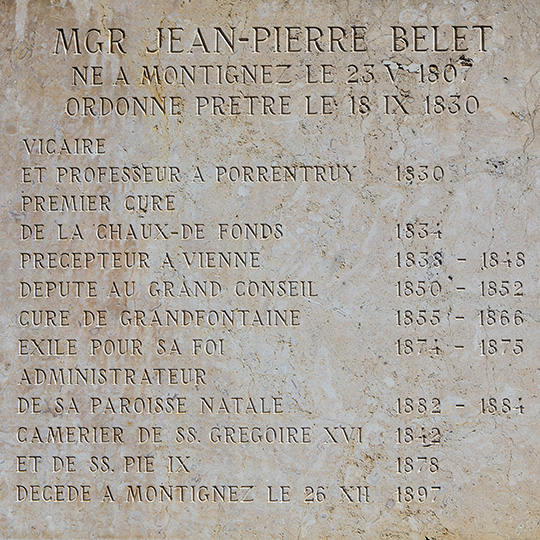 MGR JEAN-PIERRE BELET
NE A MONTIGNEZ LE 23 V 1807
ORDONNE PRETRE LE 18 IX 1830
VICAIRE
ET PROFESSEUR A PORRENTRUY 1830
PREMIER CURE
DE LA CHAUX-DE FONDS 1834
PRECEPTEUR A VIENNE 1838 - 1848
DEPUTE AU GRAND CONSEIL 1850 - 1852
CURE DE GRANDFONTAINE 1855 - 1866
EXILE POUR SA FOI 1874 - 1875
ADMINISTRATEUR
DE SA PAROISSE NATALE 1882 - 1884
CAMERIER DE SS. GREGOIRE XVI 1842
ET DE SS. PIE IX 1878
DECEDE A MONTIGNEZ LE 26 XII 1897